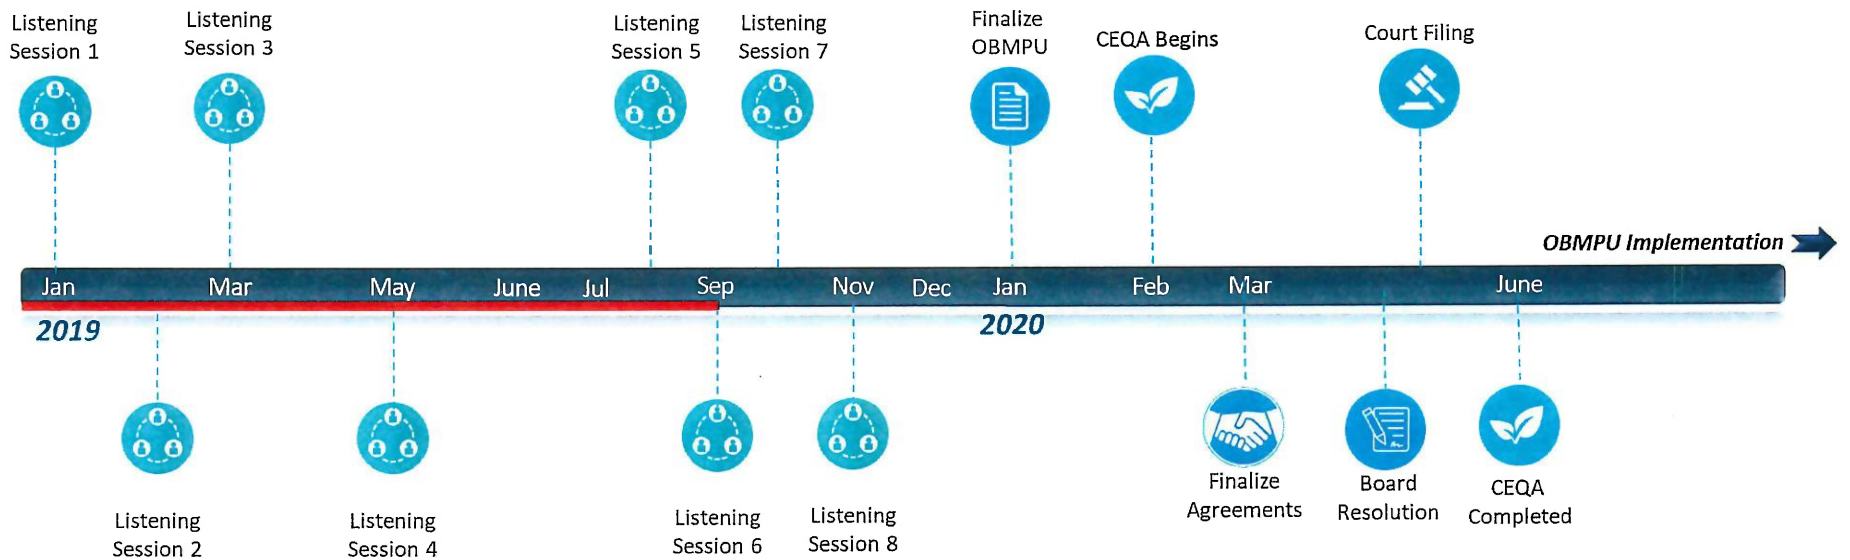 Listening
Session 1
Listening
Session 3
Listening
Session 5
Listening
Session 7
Finalize
OBMPU
CEQA Begins
Court Filing
OBMPU Implementation
Jan
Mar
May
June
Jul
Sep
Nov
Dec
Jan
Feb
Mar
June
2019
2020
Listening
Session 2
Listening
Session 4
Listening
Session 6
Listening
Session 8
Finalize
Agreements
Board
Resolution
CEQA
Completed